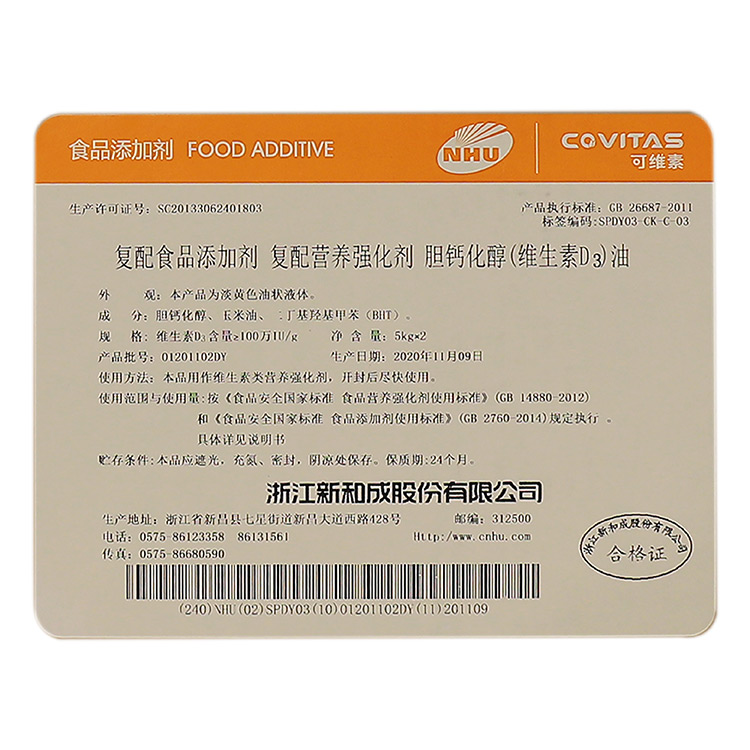 食品添加剂 FOOD ADDITIVE
NHU
COVITAS
可维素
生产许可证号：SC20133062401803
产品执行标准：GB 26687-2011
标签编码：SPDY03-CK-C-03
复配食品添加剂 复配营养强化剂 胆钙化醇(维生素D3)油
外 观：本产品为淡黄色油状液体。
成 分：胆钙化醇、玉米油、二丁基羟基甲苯（BHT）。
规 格：维生素D3含量≥100万IU/g 净 含 量：5kg×2
产品批号：01201102DY 生产日期：2020年11月09日
使用方法：本品用作维生素类营养强化剂，开封后尽快使用。
使用范围与使用量：按《食品安全国家标准 食品营养强化剂使用标准》（GB 14880-2012）
和《食品安全国家标准 食品添加剂使用标准》（GB 2760-2014）规定执行 。
具体详见说明书
贮存条件：本品应遮光，充氮、密封，阴凉处保存。保质期：24个月。
浙江新和成股份有限公司
生产地址：浙江省新昌县七星街道新昌大道西路428号 邮编：312500
电话：0575-86123358 86131561 Http:/www.cnhu.com
传真：0575-86680590
浙江新和成股份有限公司
合格证
(240)NHU(02)SPDY03(10)01201102DY(11)201109